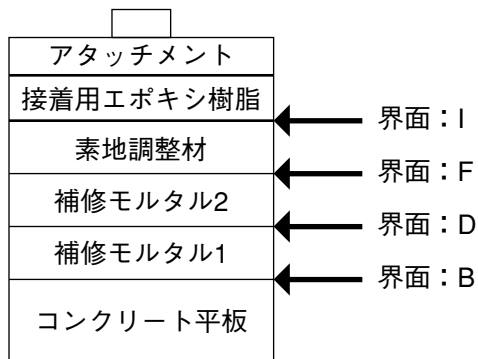 アタッチメント
接着用エポキシ樹脂
界面：I
素地調整材
界面：F
補修モルタル2
界面：D
補修モルタル1
界面：B
コンクリート平板